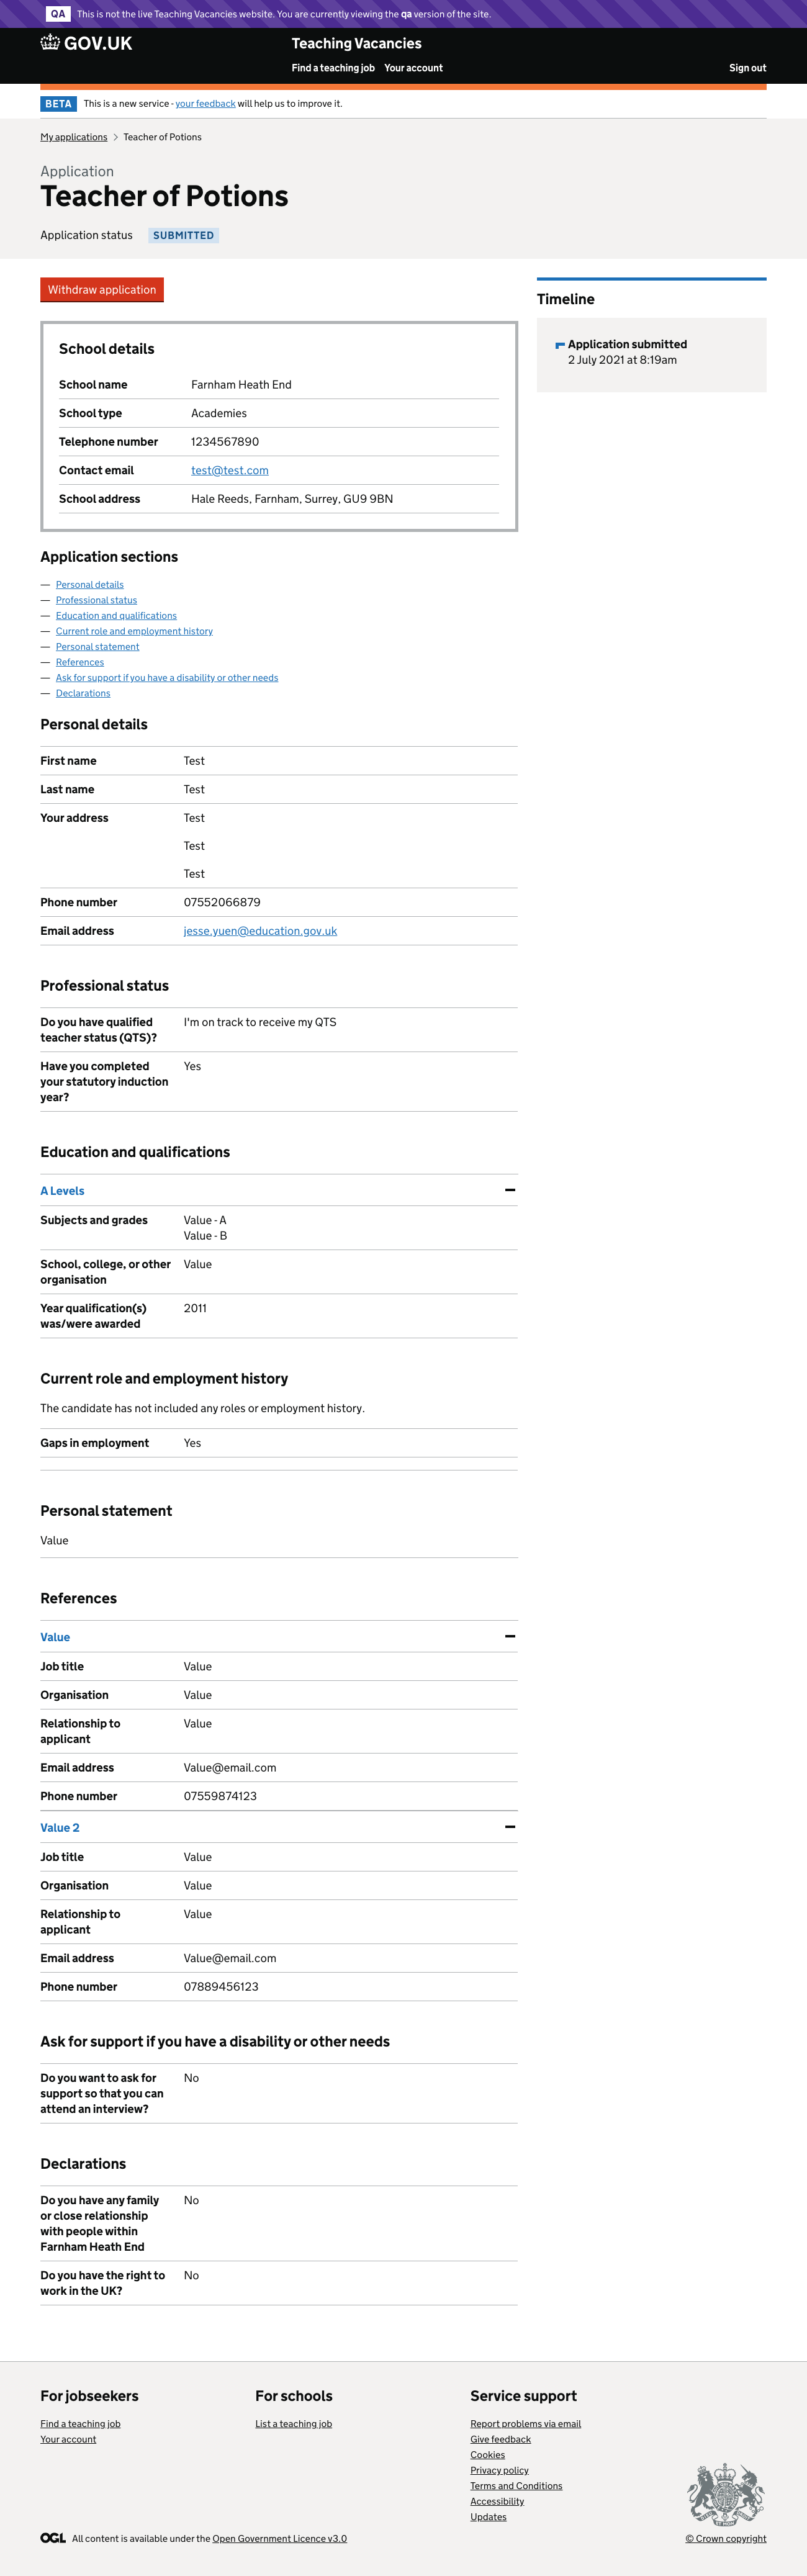 QA This is not the live Teaching Vacancies website. You are currently viewing the qa version of the site.
GOV.UK
Teaching Vacancies
Find a teaching job Your account Sign out
BETA This is a new service - your feedback will help us to improve it.
My applications > Teacher of Potions
Application
Teacher of Potions
Application status SUBMITTED
Withdraw application
Timeline
Application submitted
2 July 2021 at 8:19am
School details
School name Farnham Heath End
School type Academies
Telephone number 1234567890
Contact email test@test.com
School address Hale Reeds, Farnham, Surrey, GU9 9BN
Application sections
— Personal details
— Professional status
— Education and qualifications
— Current role and employment history
— Personal statement
— References
— Ask for support if you have a disability or other needs
— Declarations
Personal details
First name Test
Last name Test
Your address Test
Test
Test
Phone number 07552066879
Email address jesse.yuen@education.gov.uk
Professional status
Do you have qualified teacher status (QTS)? I'm on track to receive my QTS
Have you completed your statutory induction year? Yes
Education and qualifications
A Levels
Subjects and grades Value - A
Value - B
School, college, or other organisation Value
Year qualification(s) was/were awarded 2011
Current role and employment history
The candidate has not included any roles or employment history.
Gaps in employment Yes
Personal statement
Value
References
Value
Job title Value
Organisation Value
Relationship to applicant Value
Email address Value@email.com
Phone number 07559874123
Value 2
Job title Value
Organisation Value
Relationship to applicant Value
Email address Value@email.com
Phone number 07889456123
Ask for support if you have a disability or other needs
Do you want to ask for support so that you can attend an interview? No
Declarations
Do you have any family or close relationship with people within Farnham Heath End No
Do you have the right to work in the UK? No
For jobseekers
Find a teaching job
Your account
For schools
List a teaching job
Service support
Report problems via email
Give feedback
Cookies
Privacy policy
Terms and Conditions
Accessibility
Updates
OGL All content is available under the Open Government Licence v3.0
© Crown copyright